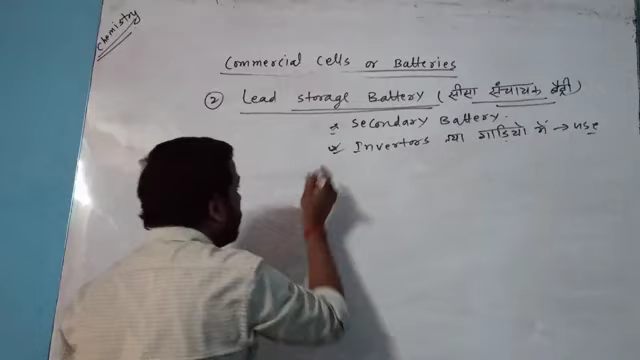 Chemistry
Commercial Cells or Batteries
② Lead Storage Battery (सीसा संचायक बैट्री)
* Secondary Battery.
* Invertors या गाड़ियो में → use